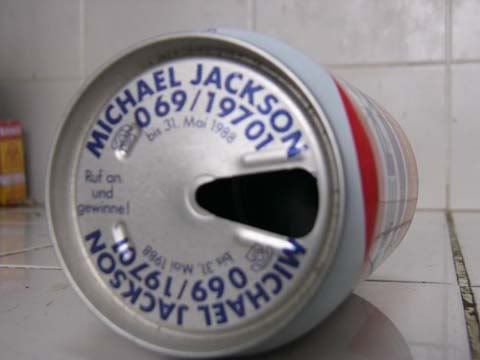 MICHAEL JACKSON
069/19701
bis 31. Mai 1988
Ruf an.
und
gewinne!
bis 31. Mai 1988
069/19701
MICHAEL JACKSON